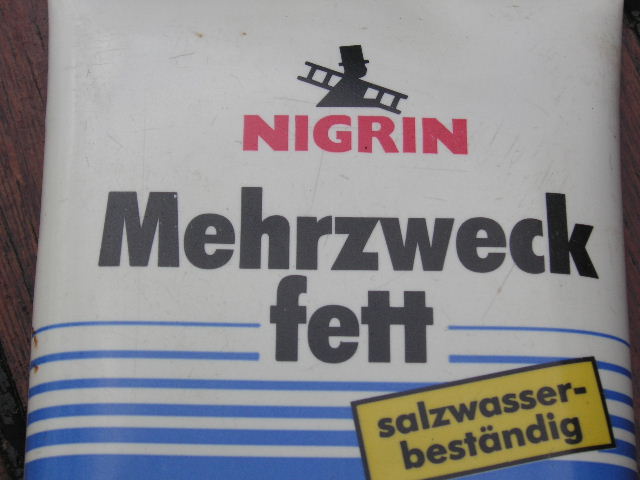 NIGRIN
Mehrzweck
fett
salzwasser-
beständig